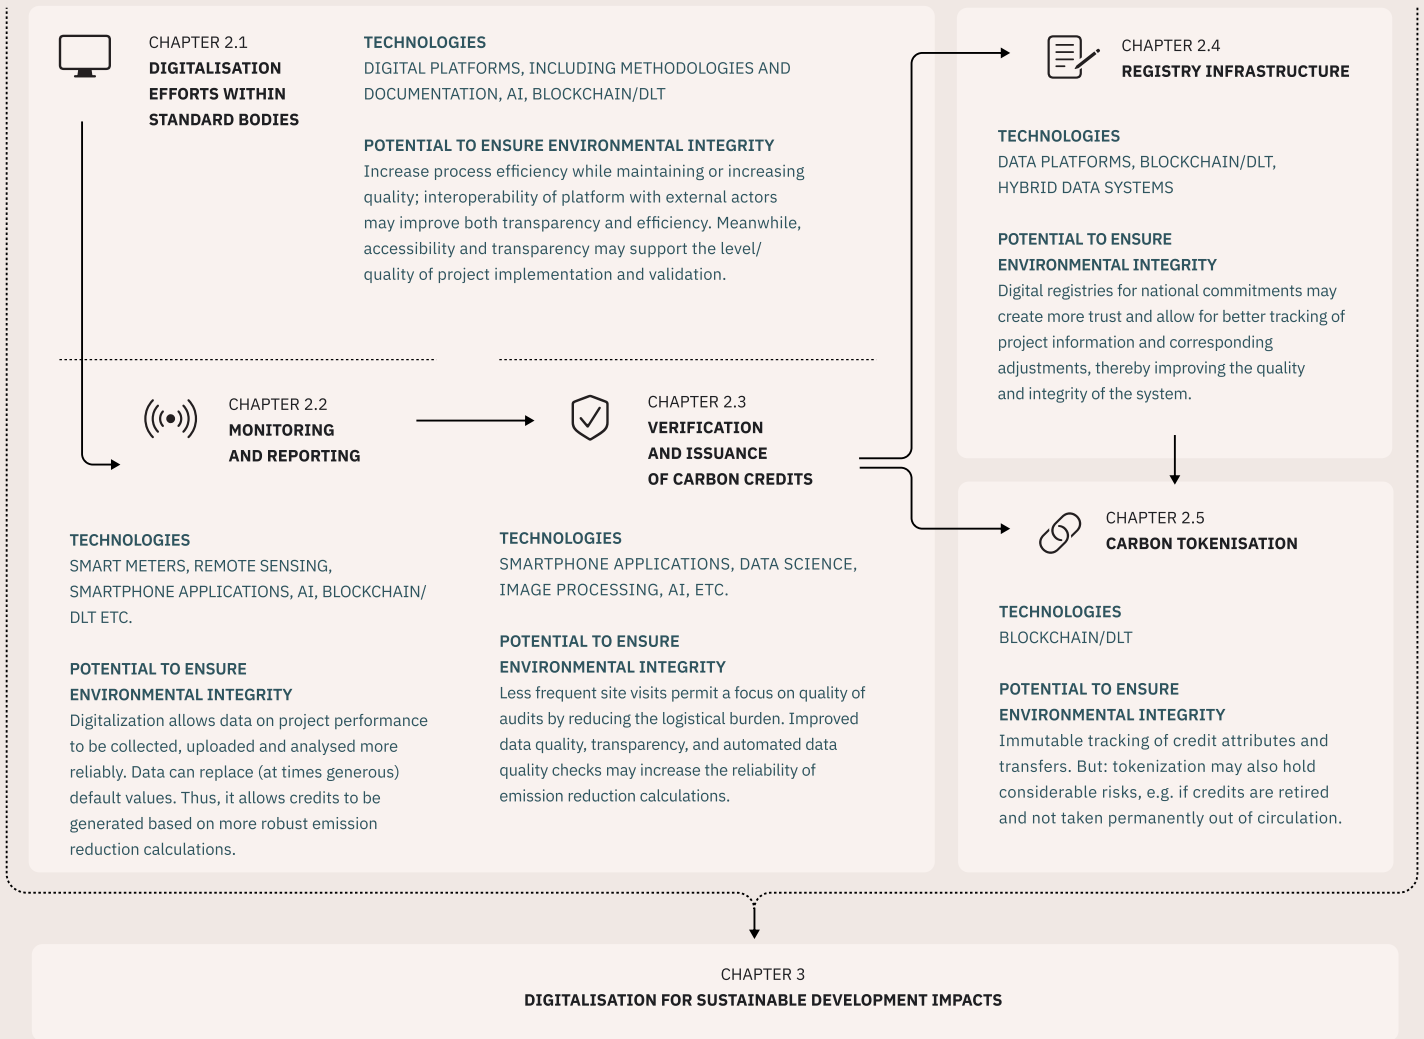 CHAPTER 2.1
DIGITALISATION
EFFORTS WITHIN
STANDARD BODIES
TECHNOLOGIES
DIGITAL PLATFORMS, INCLUDING METHODOLOGIES AND
DOCUMENTATION, AI, BLOCKCHAIN/DLT
POTENTIAL TO ENSURE ENVIRONMENTAL INTEGRITY
Increase process efficiency while maintaining or increasing
quality; interoperability of platform with external actors
may improve both transparency and efficiency. Meanwhile,
accessibility and transparency may support the level/
quality of project implementation and validation.
CHAPTER 2.2
MONITORING
AND REPORTING
TECHNOLOGIES
SMART METERS, REMOTE SENSING,
SMARTPHONE APPLICATIONS, AI, BLOCKCHAIN/
DLT ETC.
POTENTIAL TO ENSURE
ENVIRONMENTAL INTEGRITY
Digitalization allows data on project performance
to be collected, uploaded and analysed more
reliably. Data can replace (at times generous)
default values. Thus, it allows credits to be
generated based on more robust emission
reduction calculations.
CHAPTER 2.3
VERIFICATION
AND ISSUANCE
OF CARBON CREDITS
TECHNOLOGIES
SMARTPHONE APPLICATIONS, DATA SCIENCE,
IMAGE PROCESSING, AI, ETC.
POTENTIAL TO ENSURE
ENVIRONMENTAL INTEGRITY
Less frequent site visits permit a focus on quality of
audits by reducing the logistical burden. Improved
data quality, transparency, and automated data
quality checks may increase the reliability of
emission reduction calculations.
CHAPTER 2.4
REGISTRY INFRASTRUCTURE
TECHNOLOGIES
DATA PLATFORMS, BLOCKCHAIN/DLT,
HYBRID DATA SYSTEMS
POTENTIAL TO ENSURE
ENVIRONMENTAL INTEGRITY
Digital registries for national commitments may
create more trust and allow for better tracking of
project information and corresponding
adjustments, thereby improving the quality
and integrity of the system.
CHAPTER 2.5
CARBON TOKENISATION
TECHNOLOGIES
BLOCKCHAIN/DLT
POTENTIAL TO ENSURE
ENVIRONMENTAL INTEGRITY
Immutable tracking of credit attributes and
transfers. But: tokenization may also hold
considerable risks, e.g. if credits are retired
and not taken permanently out of circulation.
CHAPTER 3
DIGITALISATION FOR SUSTAINABLE DEVELOPMENT IMPACTS